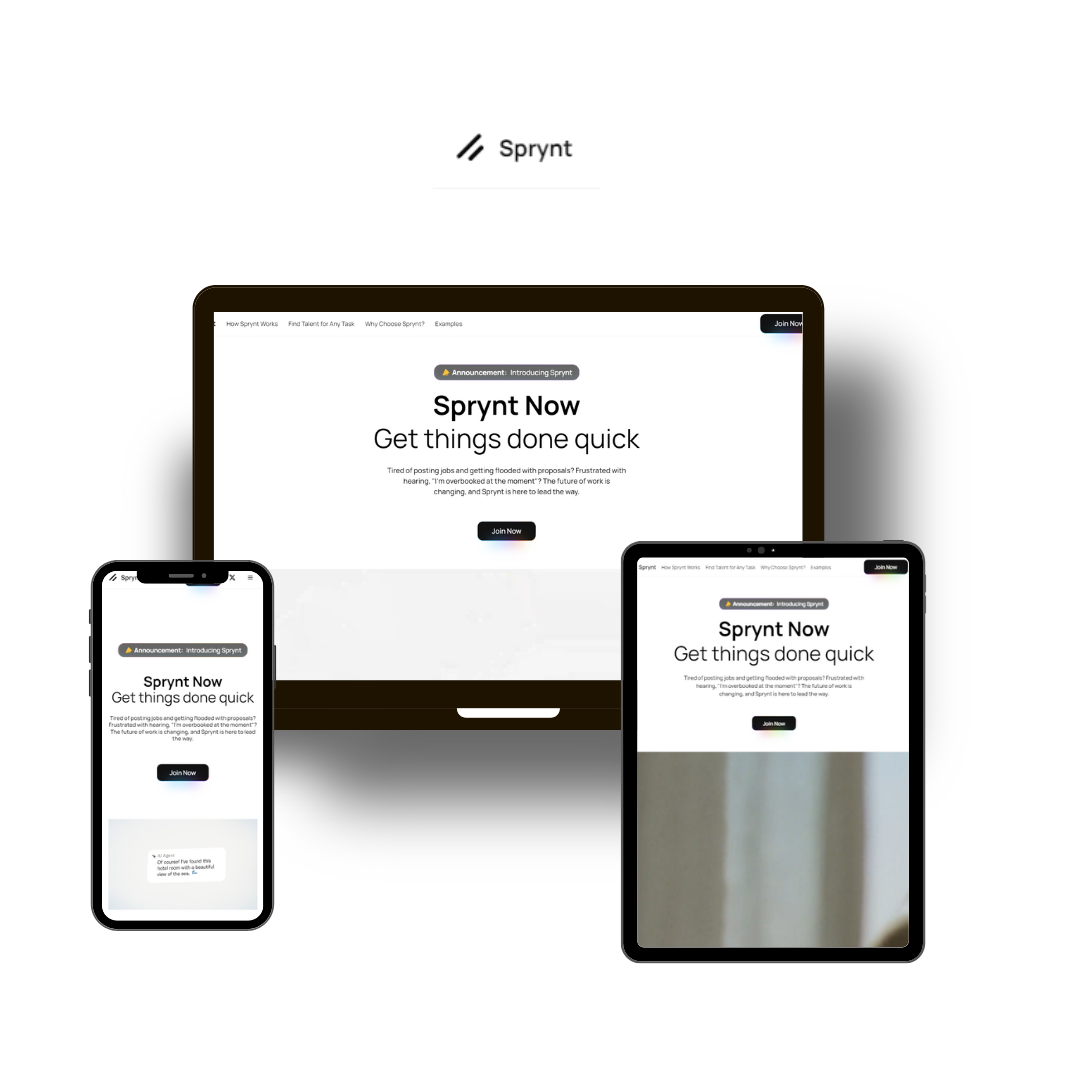 Sprynt
How Sprynt Works Find Talent for Any Task Why Choose Sprynt? Examples Join Now
Announcement: Introducing Sprynt
Sprynt Now
Get things done quick
Tired of posting jobs and getting flooded with proposals? Frustrated with
hearing, "I'm overbooked at the moment"? The future of work is
changing, and Sprynt is here to lead the way.
Join Now
Announcement: Introducing Sprynt
Sprynt Now
Get things done quick
Tired of posting jobs and getting flooded with proposals?
Frustrated with hearing, "I'm overbooked at the moment"?
The future of work is changing, and Sprynt is here to lead
the way.
Join Now
AI Agent
Of course! I've found this
hotel room with a beautiful
view of the sea.
Sprynt How Sprynt Works Find Talent for Any Task Why Choose Sprynt? Examples Join Now
Announcement: Introducing Sprynt
Sprynt Now
Get things done quick
Tired of posting jobs and getting flooded with proposals? Frustrated with
hearing, "I'm overbooked at the moment"? The future of work is
changing, and Sprynt is here to lead the way.
Join Now